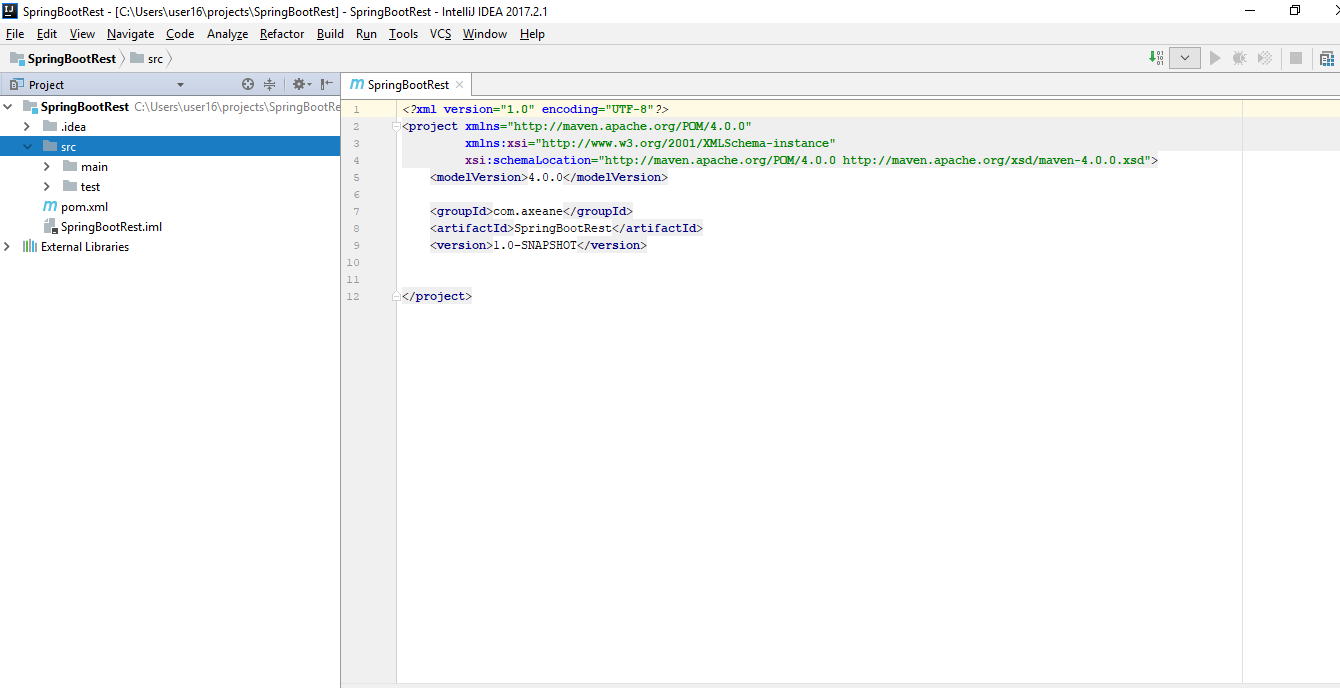 SpringBootRest - [C:\Users\user16\projects\SpringBootRest] - SpringBootRest - IntelliJ IDEA 2017.2.1
File Edit View Navigate Code Analyze Refactor Build Run Tools VCS Window Help
SpringBootRest src
Project
SpringBootRest
SpringBootRest C:\Users\user16\projects\SpringBootRe
.idea
src
main
test
pom.xml
SpringBootRest.iml
External Libraries
1 <?xml version="1.0" encoding="UTF-8"?>
2 <project xmlns="http://maven.apache.org/POM/4.0.0"
3 xmlns:xsi="http://www.w3.org/2001/XMLSchema-instance"
4 xsi:schemaLocation="http://maven.apache.org/POM/4.0.0 http://maven.apache.org/xsd/maven-4.0.0.xsd">
5 <modelVersion>4.0.0</modelVersion>
6
7 <groupId>com.axeane</groupId>
8 <artifactId>SpringBootRest</artifactId>
9 <version>1.0-SNAPSHOT</version>
10
11
12 </project>